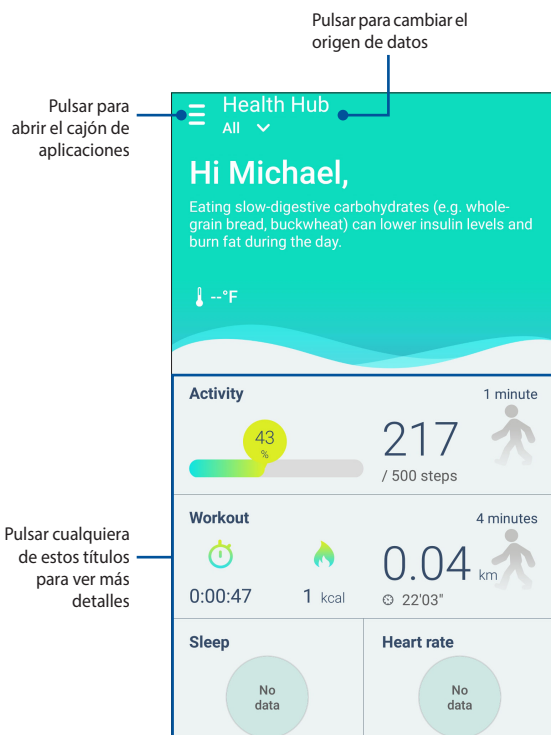 Pulsar para cambiar el
origen de datos
Pulsar para
abrir el cajón de
aplicaciones
Health Hub
All
Hi Michael,
Eating slow-digestive carbohydrates (e.g. whole-
grain bread, buckwheat) can lower insulin levels and
burn fat during the day.
--°F
Activity
1 minute
43
%
217
/ 500 steps
Pulsar cualquiera
de estos títulos
para ver más
detalles
Workout
4 minutes
0:00:47
1 kcal
0.04 km
22'03"
Sleep
No
data
Heart rate
No
data